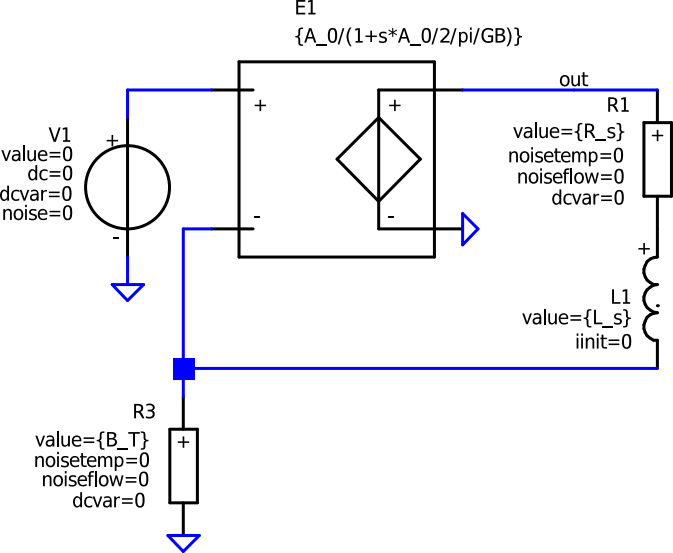 E1
{A_0/(1+s*A_0/2/pi/GB)}
out
+
+
R1
V1
+
value={R_s}
+
value=0
noisetemp=0
dc=0
noiseflow=0
dcvar=0
dcvar=0
noise=0
-
-
-
+
L1
value={L_s}
iinit=0
R3
value={B_T}
+
noisetemp=0
noiseflow=0
dcvar=0